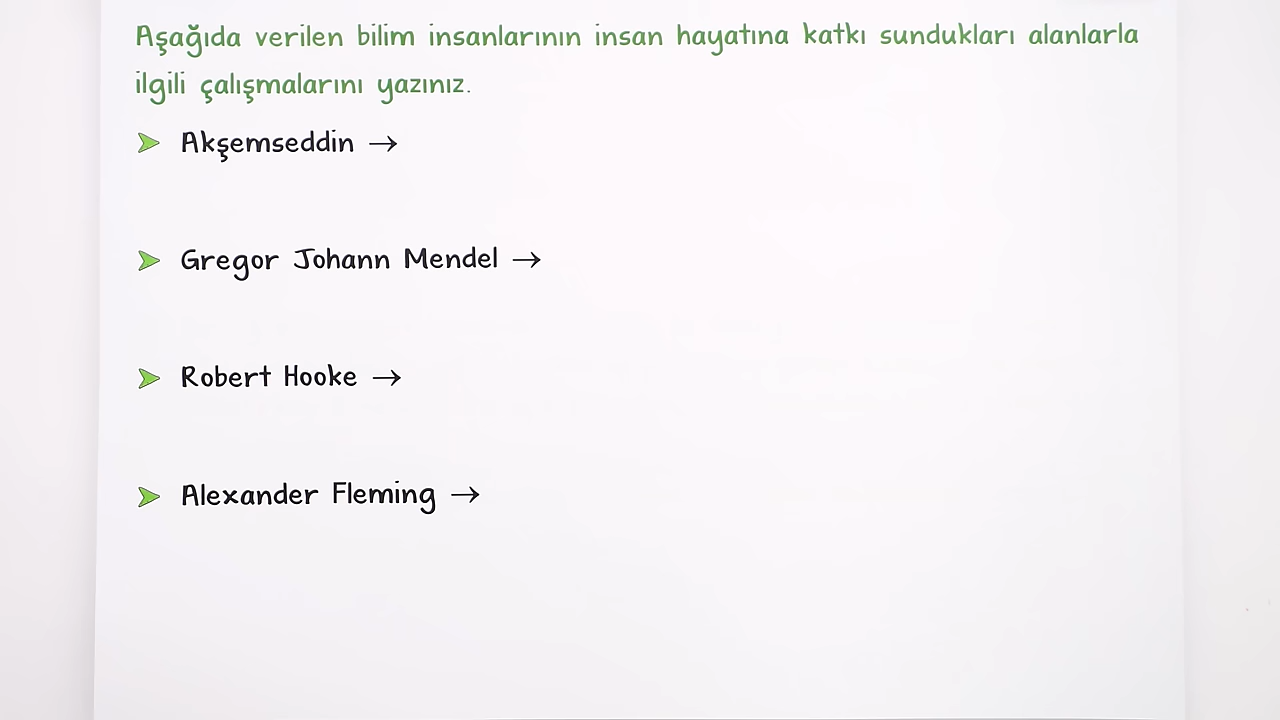 Aşağıda verilen bilim insanlarının insan hayatına katkı sundukları alanlarla
ilgili çalışmalarını yazınız.
➤ Akşemseddin →
➤ Gregor Johann Mendel →
➤ Robert Hooke →
➤ Alexander Fleming →